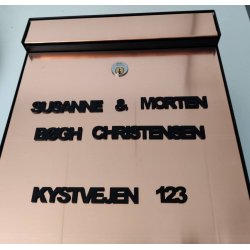 SUSANNE & MORTEN
BØGH CHRISTENSEN
KYSTVEJEN 123